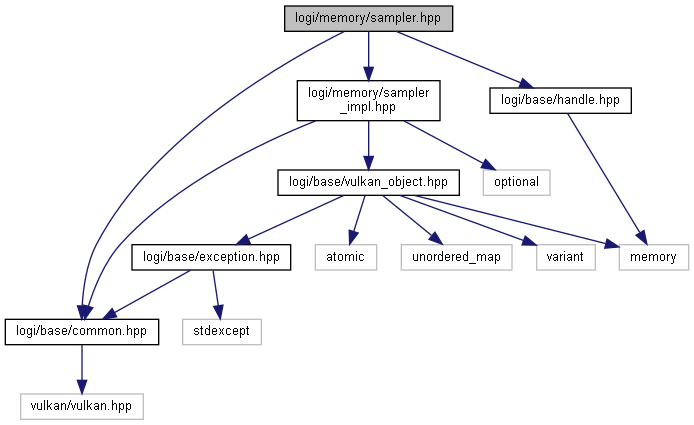 logi/memory/sampler.hpp
logi/memory/sampler
_impl.hpp
logi/base/handle.hpp
logi/base/vulkan_object.hpp
optional
logi/base/exception.hpp
atomic
unordered_map
variant
memory
logi/base/common.hpp
stdexcept
vulkan/vulkan.hpp